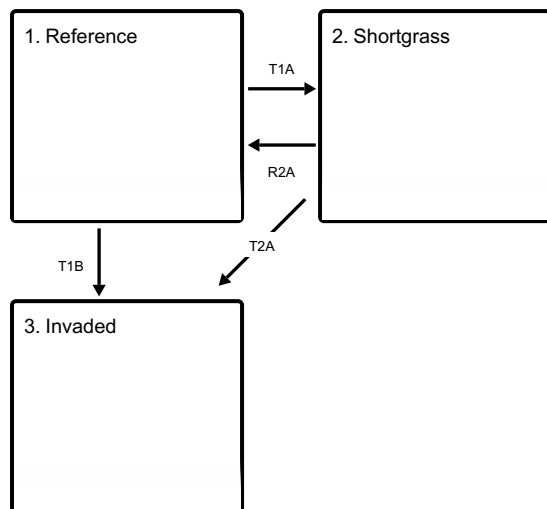 1. Reference
2. Shortgrass
T1A
R2A
T2A
T1B
3. Invaded